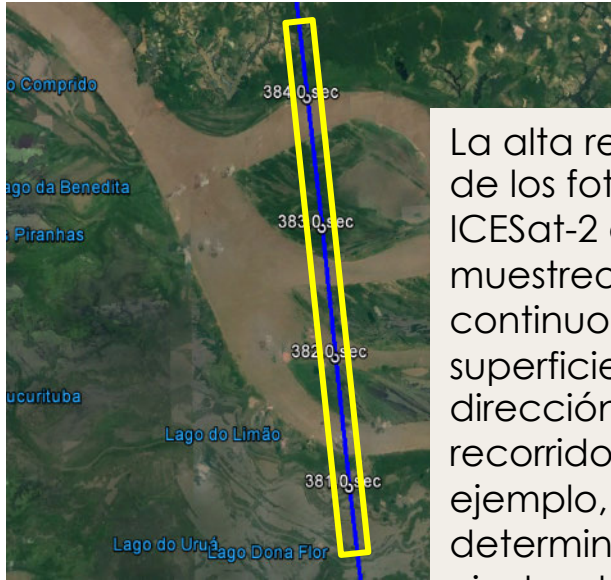 o Comprido
384.0 sec
ago da Benedita
Piranhas
383.0 sec
382.0 sec
ucurituba
Lago do Limão
381.0 sec
Lago do Uruá
Lago Dona Flor
La alta re
de los fot
ICESat-2
muestreo
continuo
superficie
dirección
recorrido
ejemplo,
determin